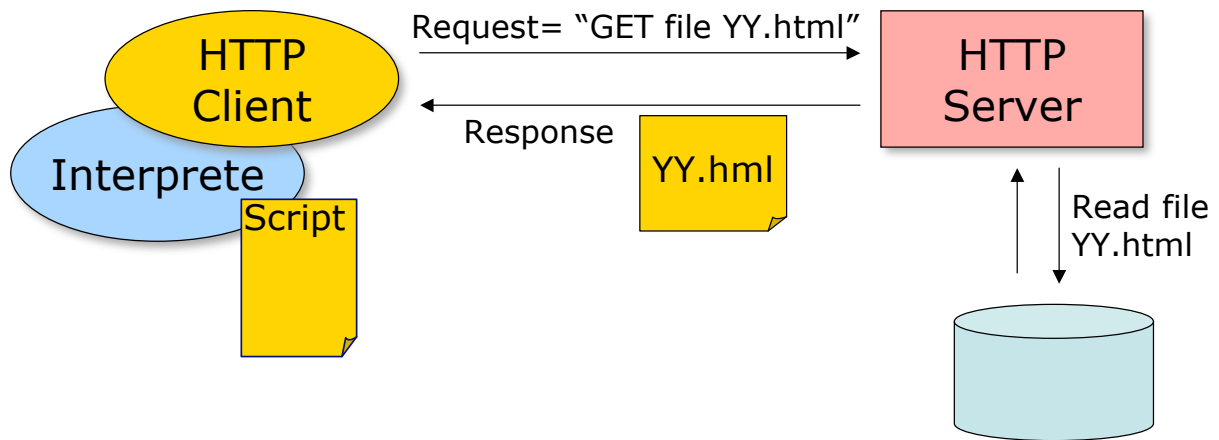 Request= “GET file YY.html”
HTTP
Client
HTTP
Server
Response
YY.hml
Interprete
Script
Read file
YY.html